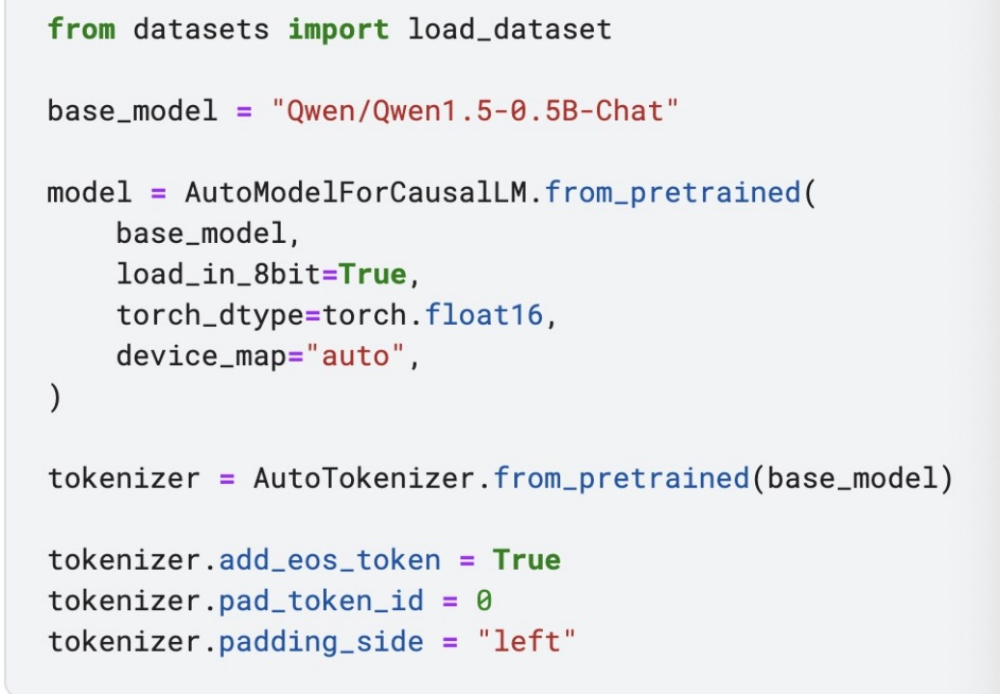 from datasets import load_dataset
base_model = "Qwen/Qwen1.5-0.5B-Chat"
model = AutoModelForCausalLM.from_pretrained(
    base_model,
    load_in_8bit=True,
    torch_dtype=torch.float16,
    device_map="auto",
)
tokenizer = AutoTokenizer.from_pretrained(base_model)
tokenizer.add_eos_token = True
tokenizer.pad_token_id = 0
tokenizer.padding_side = "left"